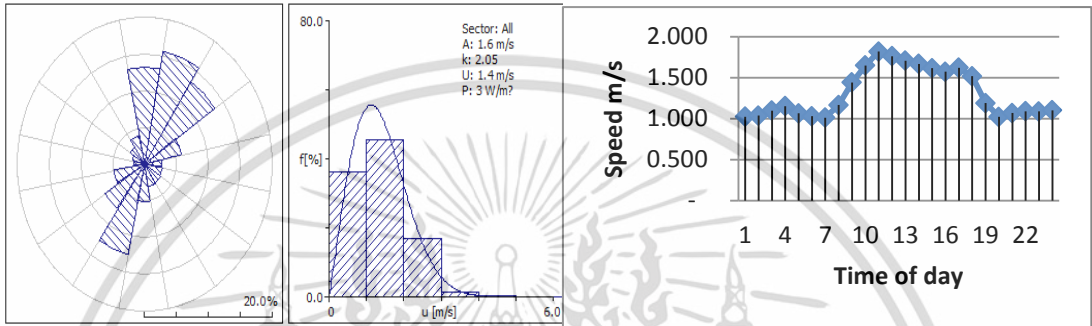 20.0%
80.0
Sector: All
A: 1.6 m/s
k: 2.05
U: 1.4 m/s
P: 3 W/m?
f[%]
0.0
0
u [m/s]
6.0
Speed m/s
2.000
1.500
1.000
0.500
-
1 4 7 10 13 16 19 22
Time of day